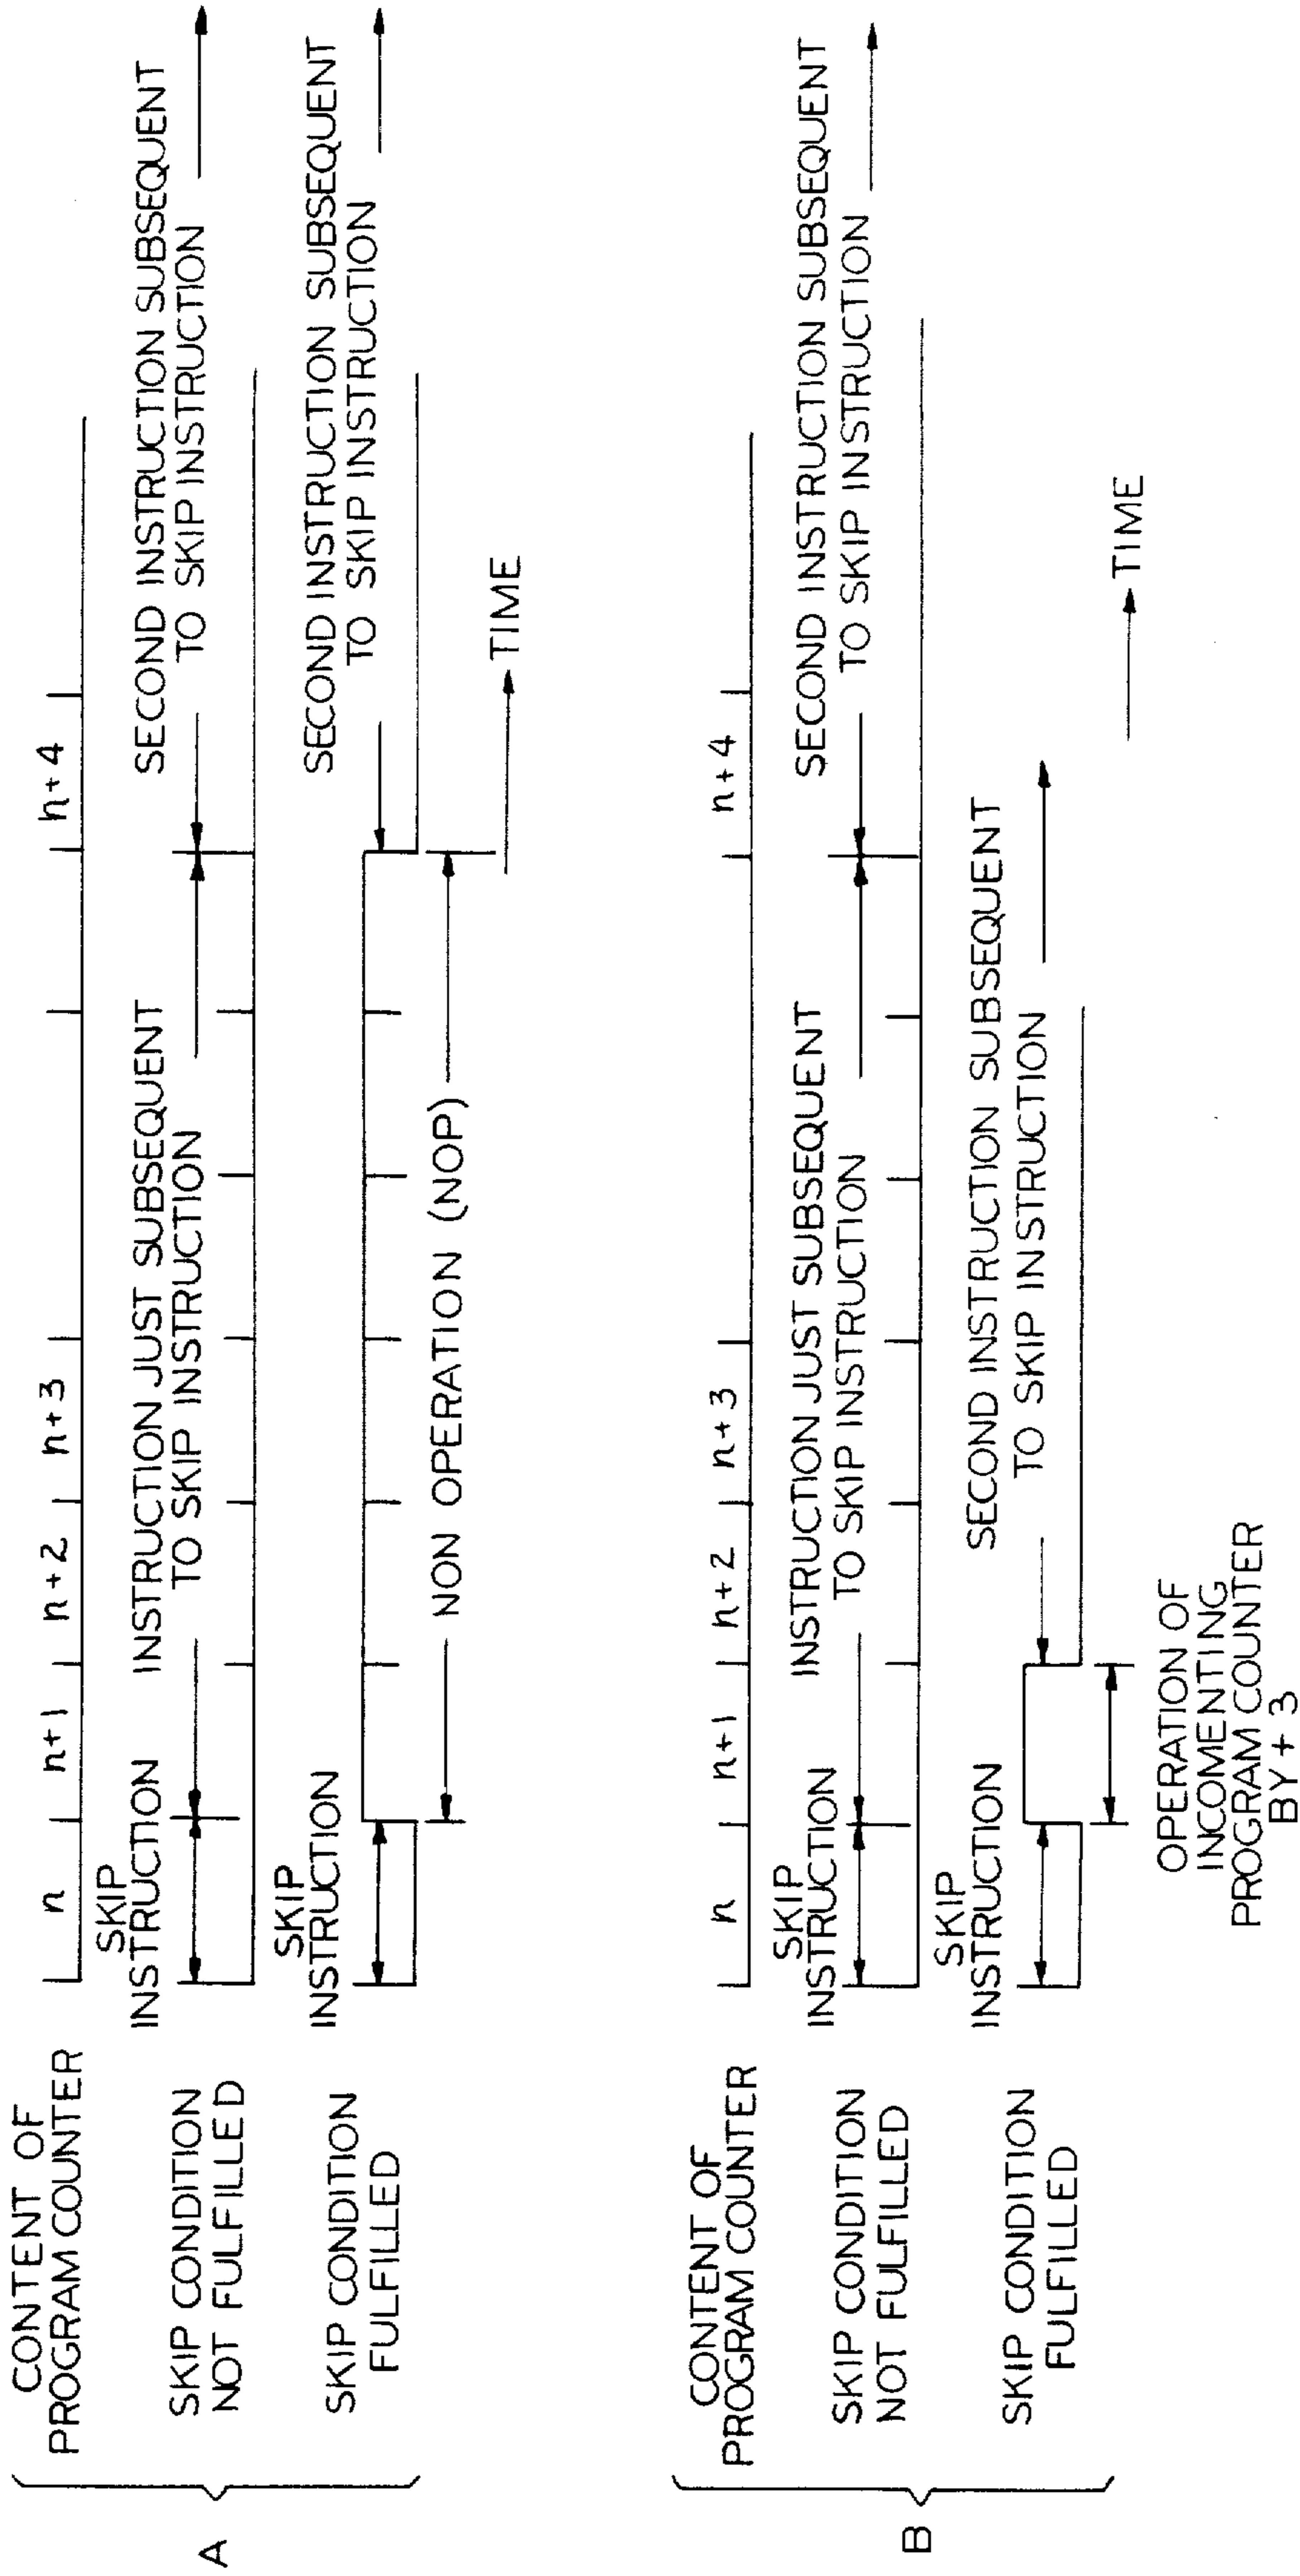 A
CONTENT OF
PROGRAM COUNTER
n
n+1
n+2
n+3
n+4
SKIP CONDITION
NOT FULFILLED
SKIP
INSTRUCTION
INSTRUCTION JUST SUBSEQUENT
TO SKIP INSTRUCTION
SECOND INSTRUCTION SUBSEQUENT
TO SKIP INSTRUCTION
SKIP CONDITION
FULFILLED
SKIP
INSTRUCTION
SECOND INSTRUCTION SUBSEQUENT
TO SKIP INSTRUCTION
NON OPERATION (NOP)
TIME
B
CONTENT OF
PROGRAM COUNTER
n
n+1
n+2
n+3
n+4
SKIP CONDITION
NOT FULFILLED
SKIP
INSTRUCTION
INSTRUCTION JUST SUBSEQUENT
TO SKIP INSTRUCTION
SECOND INSTRUCTION SUBSEQUENT
TO SKIP INSTRUCTION
SKIP CONDITION
FULFILLED
SKIP
INSTRUCTION
SECOND INSTRUCTION SUBSEQUENT
TO SKIP INSTRUCTION
TIME
OPERATION OF
INCOMENTING
PROGRAM COUNTER
BY + 3